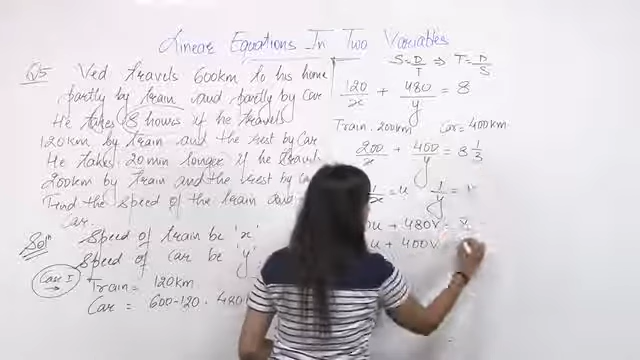 Linear Equations In Two Variables
Q5 Ved travels 600km to his home
partly by train and partly by car
He takes 8 hours if he travels
120km by train and the rest by car
He takes 20 min longer if he travels
200km by train and the rest by car
Find the speed of the train and
car.
Solⁿ Speed of train be 'x'
Speed of car be 'y'
Case I Train = 120km
Car = 600-120 = 480
S=D/T ⇒ T=D/S
120/x + 480/y = 8
Train. 200km Car = 400km
200/x + 400/y = 8 1/3
1/x = u 1/y =
u + 480V = 8
u + 400V